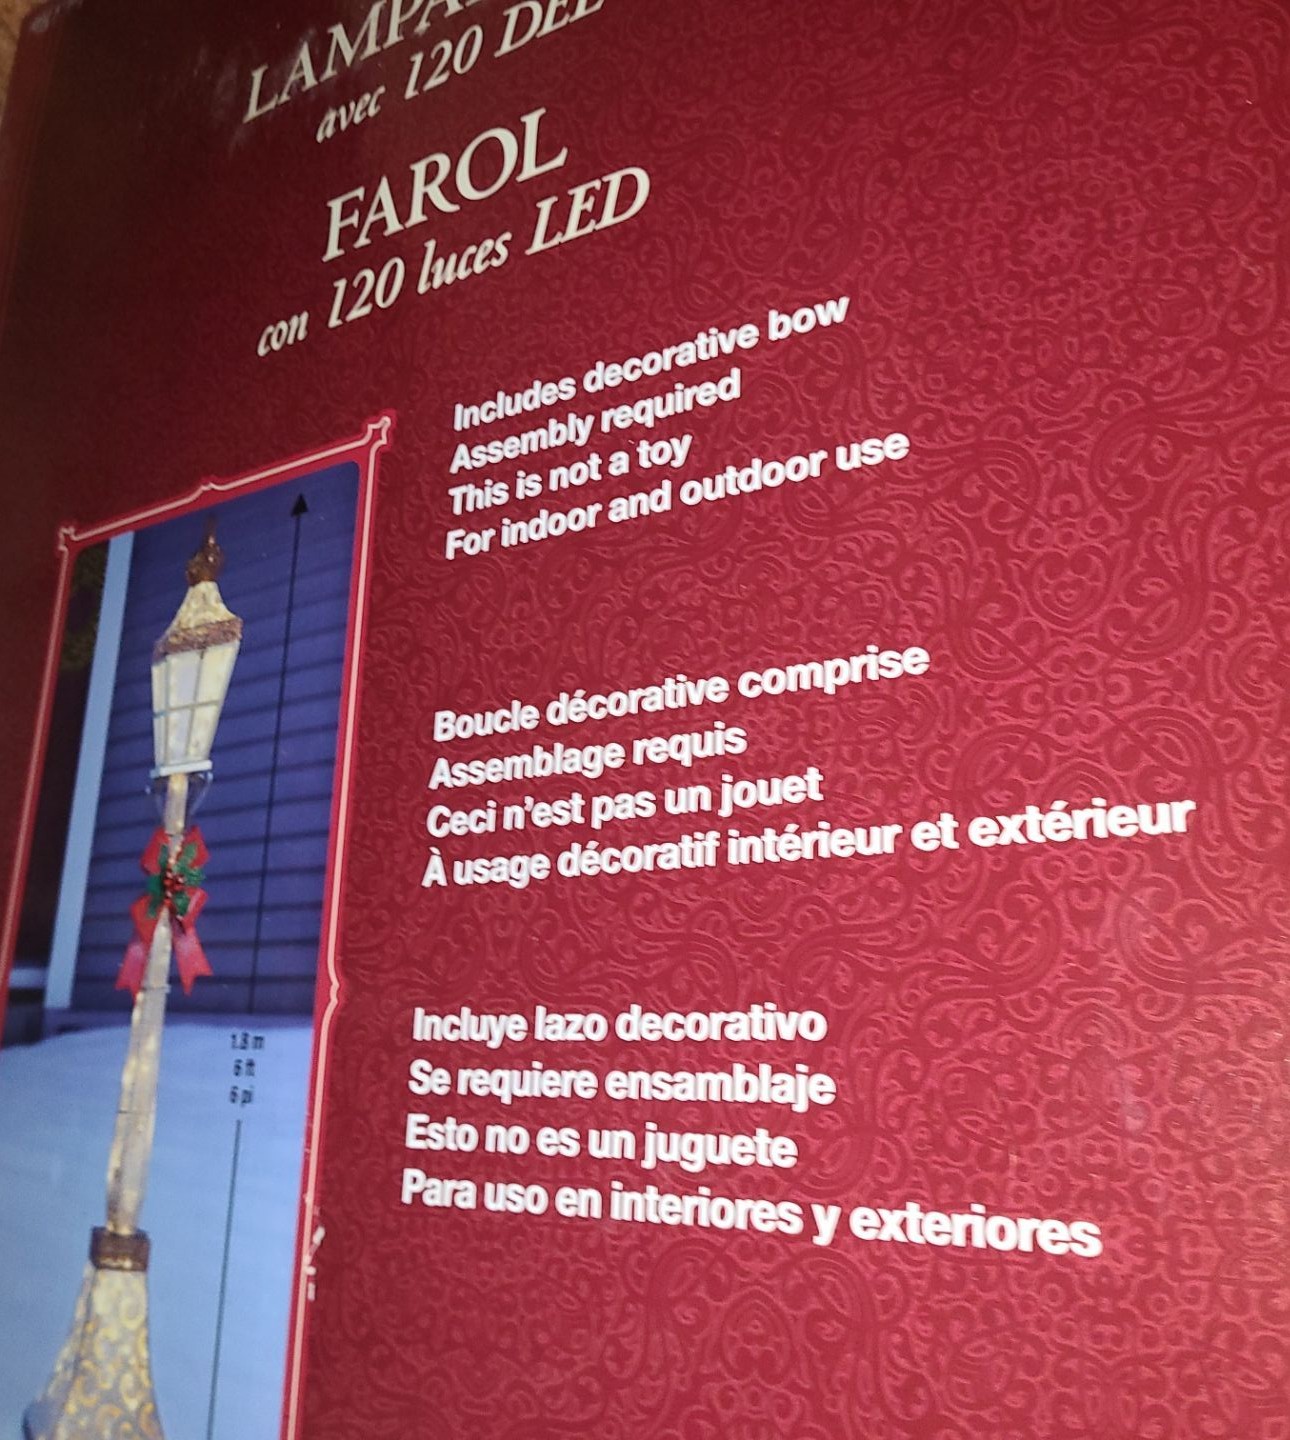 avec 120 DEL
FAROL
con 120 luces LED
Includes decorative bow
Assembly required
This is not a toy
For indoor and outdoor use
Boucle décorative comprise
Assemblage requis
Ceci n'est pas un jouet
À usage décoratif intérieur et extérieur
1.8 m
6 ft
6 pi
Incluye lazo decorativo
Se requiere ensamblaje
Esto no es un juguete
Para uso en interiores y exteriores